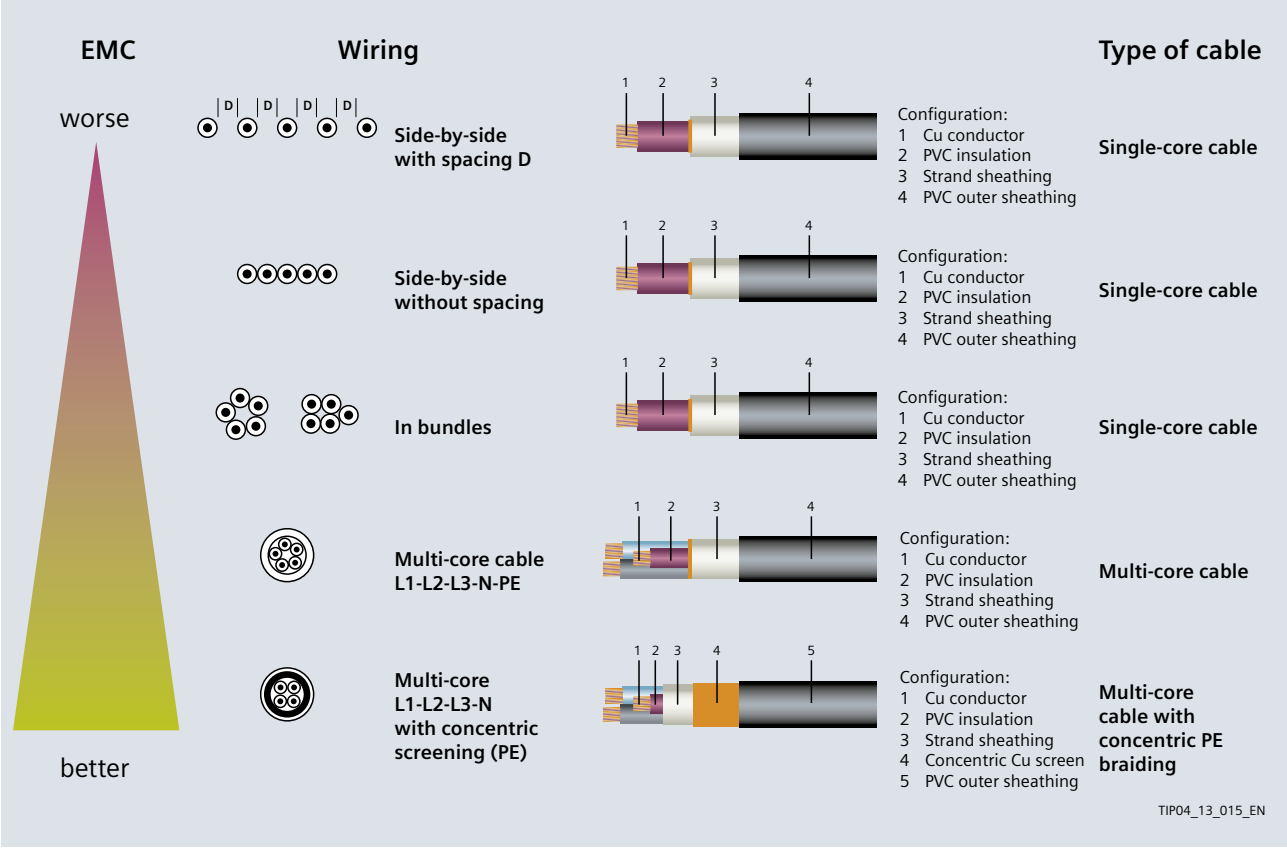 EMC
Wiring
Type of cable
worse
D D D D
Side-by-side
with spacing D
1 2 3 4
Configuration:
1 Cu conductor
2 PVC insulation
3 Strand sheathing
4 PVC outer sheathing
Single-core cable
Side-by-side
without spacing
1 2 3 4
Configuration:
1 Cu conductor
2 PVC insulation
3 Strand sheathing
4 PVC outer sheathing
Single-core cable
In bundles
1 2 3 4
Configuration:
1 Cu conductor
2 PVC insulation
3 Strand sheathing
4 PVC outer sheathing
Single-core cable
Multi-core cable
L1-L2-L3-N-PE
1 2 3 4
Configuration:
1 Cu conductor
2 PVC insulation
3 Strand sheathing
4 PVC outer sheathing
Multi-core cable
Multi-core
L1-L2-L3-N
with concentric
screening (PE)
1 2 3 4 5
Configuration:
1 Cu conductor
2 PVC insulation
3 Strand sheathing
4 Concentric Cu screen
5 PVC outer sheathing
Multi-core
cable with
concentric PE
braiding
better
TIP04_13_015_EN